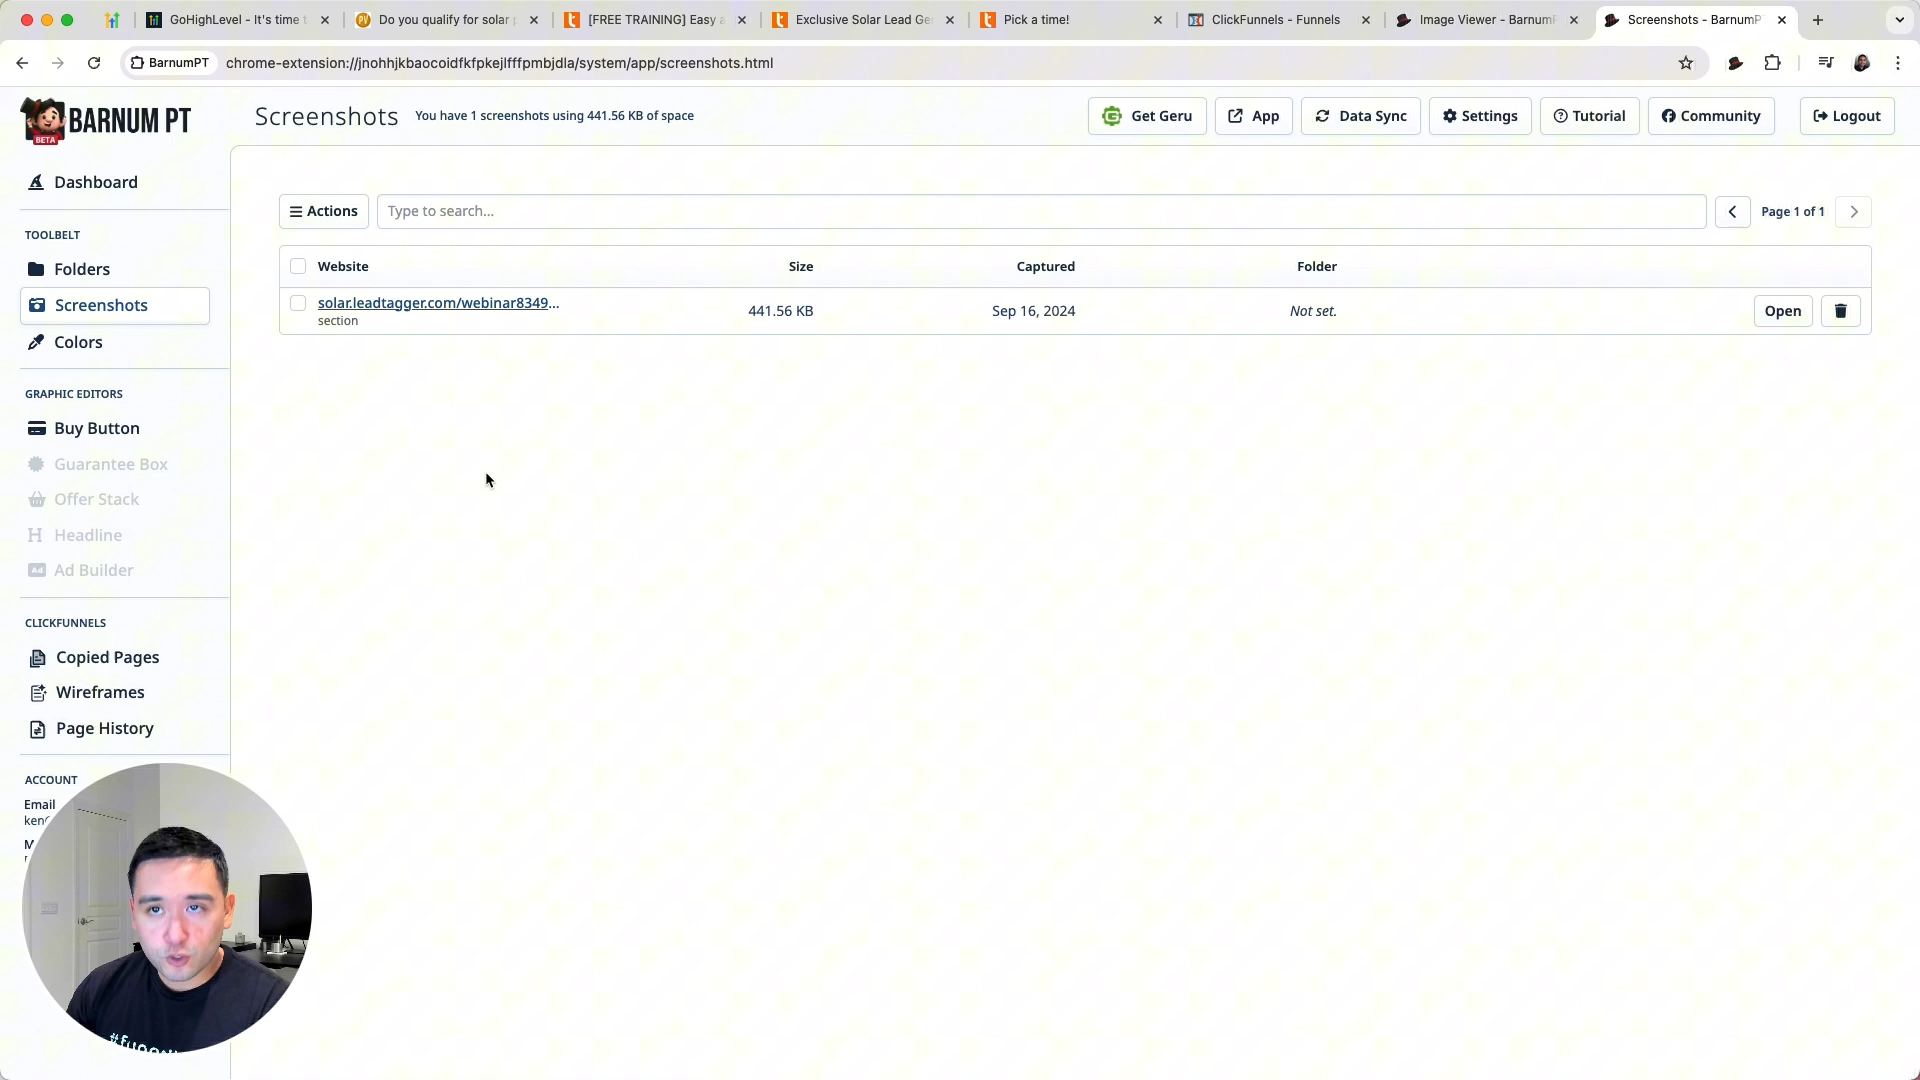 GoHighLevel - It's time t
Do you qualify for solar p
[FREE TRAINING] Easy a
Exclusive Solar Lead Ge
Pick a time!
ClickFunnels - Funnels
Image Viewer - BarnumP
Screenshots - BarnumP
BarnumPT
chrome-extension://jnohhjkbaocoidfkfpkejlfffpmbjdla/system/app/screenshots.html
BARNUM PT
BETA
Screenshots
You have 1 screenshots using 441.56 KB of space
Get Geru
App
Data Sync
Settings
Tutorial
Community
Logout
Dashboard
TOOLBELT
Folders
Screenshots
Colors
GRAPHIC EDITORS
Buy Button
Guarantee Box
Offer Stack
Headline
Ad Builder
CLICKFUNNELS
Copied Pages
Wireframes
Page History
ACCOUNT
Email
Actions
Type to search...
Page 1 of 1
Website Size Captured Folder
solar.leadtagger.com/webinar8349... 441.56 KB Sep 16, 2024 Not set. Open
section